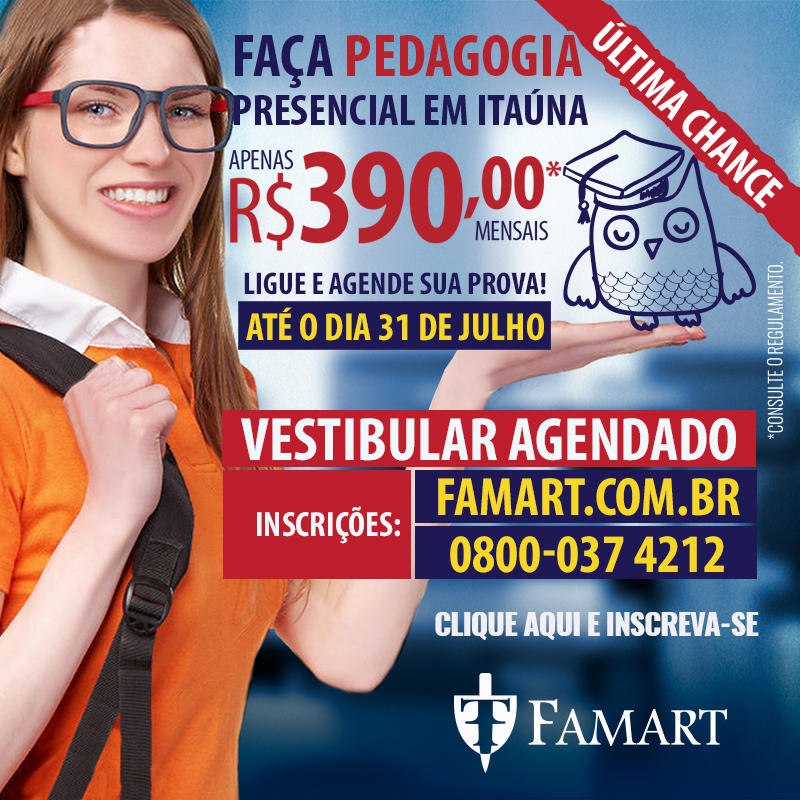 FAÇA PEDAGOGIA
PRESENCIAL EM ITAÚNA
ÚLTIMA CHANCE
APENAS
R$390,00*
MENSAIS
LIGUE E AGENDE SUA PROVA!
ATÉ O DIA 31 DE JULHO
*CONSULTE O REGULAMENTO.
VESTIBULAR AGENDADO
INSCRIÇÕES:
FAMART.COM.BR
0800-037 4212
CLIQUE AQUI E INSCREVA-SE
FAMART